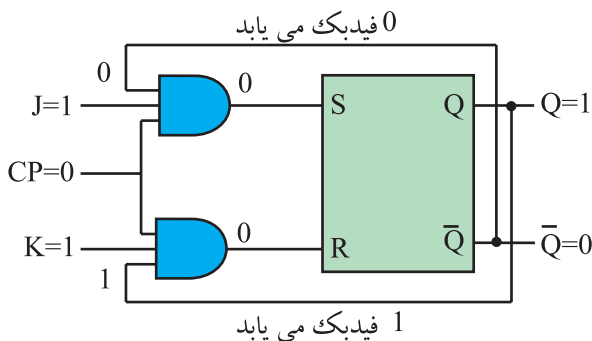 0 فیدبک می یابد
0
0
J=1
S
Q
Q=1
CP=0
K=1
0
R
Q̅
Q̅=0
1
1 فیدبک می یابد